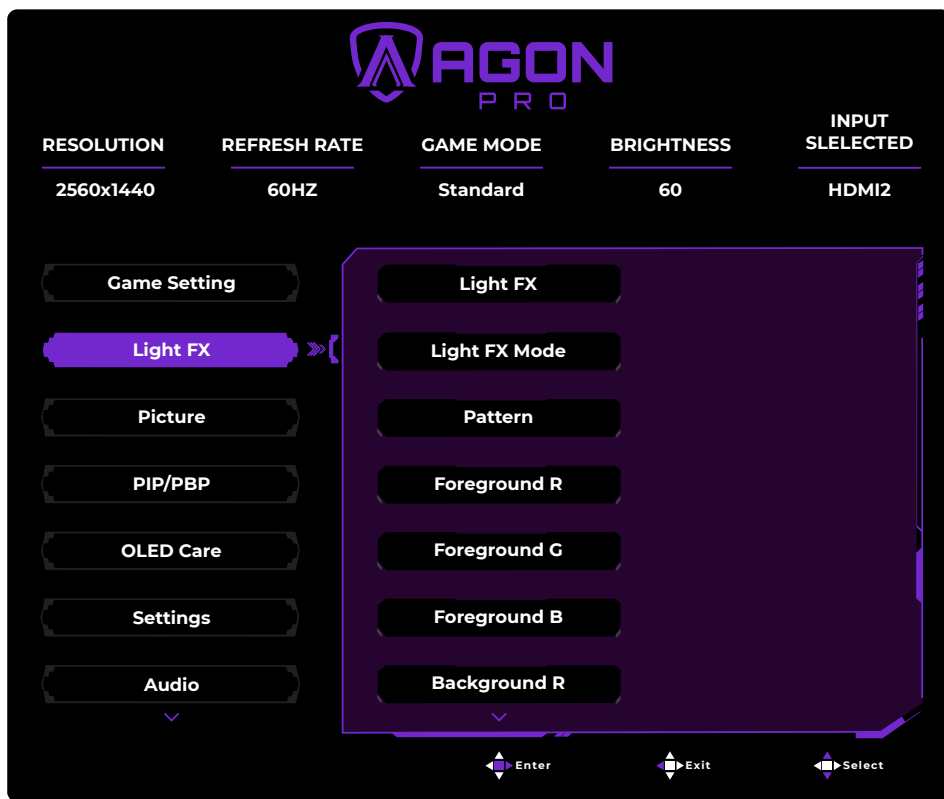 AGON
PRO
RESOLUTION
REFRESH RATE
GAME MODE
BRIGHTNESS
INPUT
SLELECTED
2560x1440
60HZ
Standard
60
HDMI2
Game Setting
Light FX
Picture
PIP/PBP
OLED Care
Settings
Audio
Light FX
Light FX Mode
Pattern
Foreground R
Foreground G
Foreground B
Background R
Enter
Exit
Select